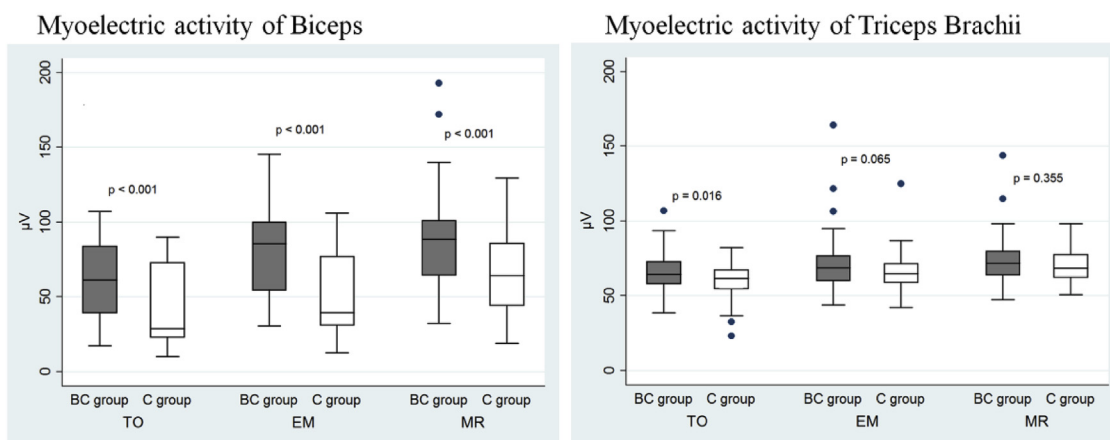 Myoelectric activity of Biceps
200
150
100
50
0
µV
p < 0.001
p < 0.001
p < 0.001
BC group C group BC group C group BC group C group
TO EM MR
Myoelectric activity of Triceps Brachii
200
150
100
50
0
µV
p = 0.016
p = 0.065
p = 0.355
BC group C group BC group C group BC group C group
TO EM MR